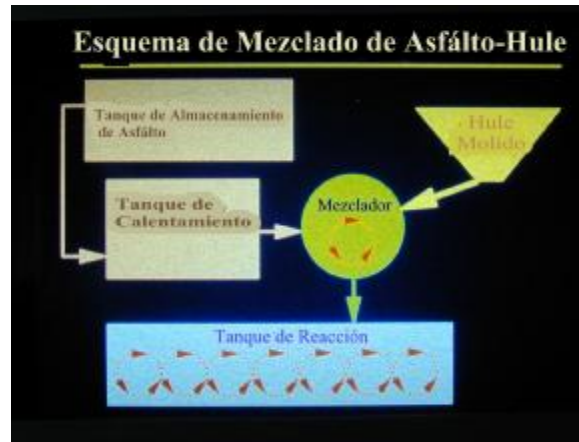 Esquema de Mezclado de Asfálto-Hule
Tanque de Almacenamiento
de Asfálto
Hule
Molido
Tanque de
Calentamiento
Mezclador
Tanque de Reacción